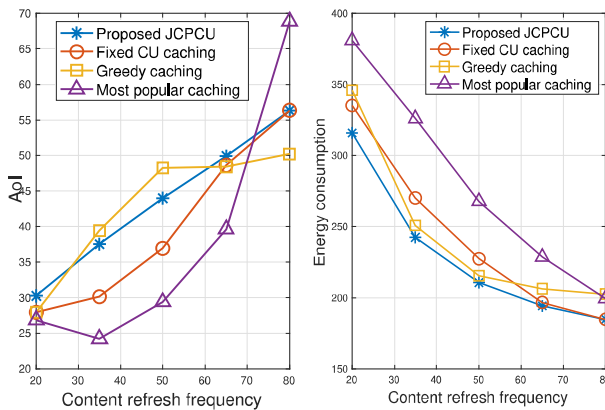 70
65
60
55
50
45
40
35
30
25
20
AoI
20
30
40
50
60
70
80
Content refresh frequency
Proposed JCPCU
Fixed CU caching
Greedy caching
Most popular caching
400
350
300
250
200
150
Energy consumption
20
30
40
50
60
70
80
Content refresh frequency
Proposed JCPCU
Fixed CU caching
Greedy caching
Most popular caching